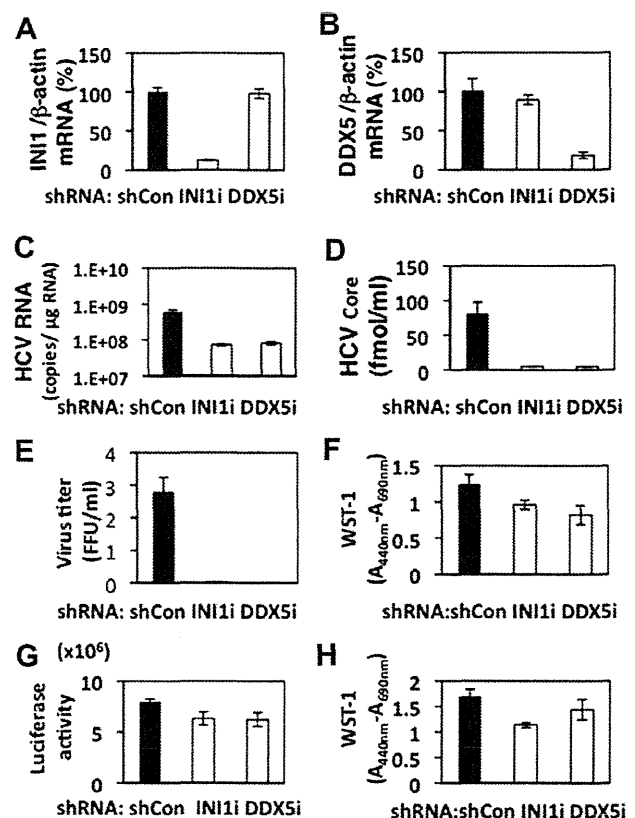 A
INI1 /β-actin
mRNA (%)
150
100
50
0
shRNA: shCon INI1i DDX5i
B
DDX5/β-actin
mRNA (%)
150
100
50
0
shRNA: shCon INI1i DDX5i
C
HCV RNA
(copies/ µg RNA)
1.E+10
1.E+09
1.E+08
1.E+07
shRNA: shCon INI1i DDX5i
D
HCV Core
(fmol/ml)
150
100
50
0
shRNA: shCon INI1i DDX5i
E
Virus titer
(FFU/ml)
4
3
2
1
0
shRNA: shCon INI1i DDX5i
F
WST-1
(A440nm-A690nm)
1.5
1
0.5
0
shRNA:shCon INI1i DDX5i
G
(x10⁶)
Luciferase
activity
10
5
0
shRNA: shCon INI1i DDX5i
H
WST-1
(A440nm-A690nm)
2
1.5
1
0.5
0
shRNA:shCon INI1i DDX5i